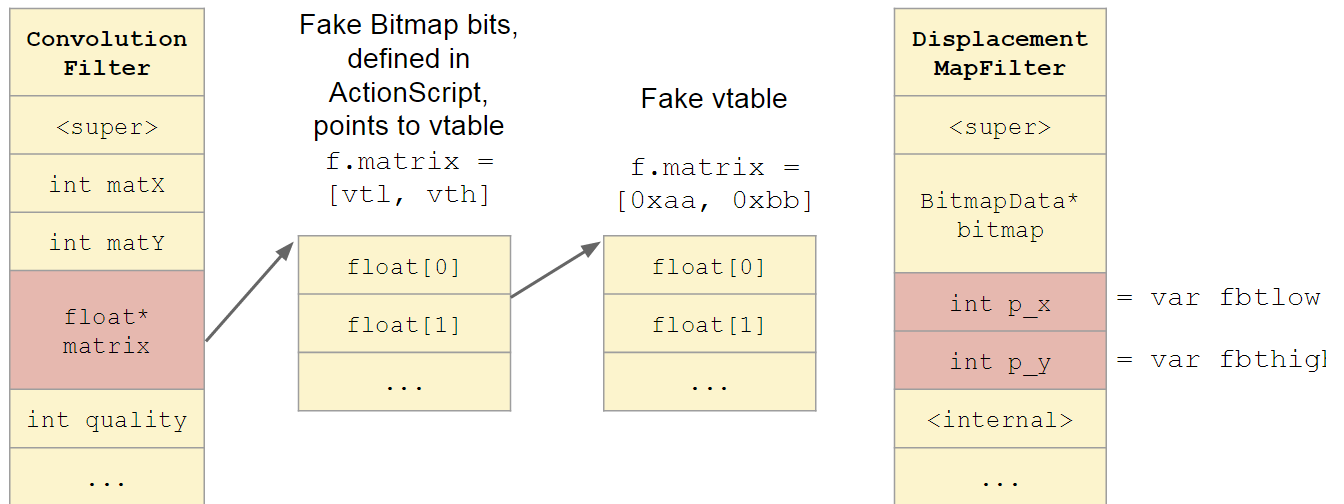 Convolution
Filter
<super>
int matX
int matY
float*
matrix
int quality
...
Fake Bitmap bits,
defined in
ActionScript,
points to vtable
f.matrix =
[vtl, vth]
float[0]
float[1]
...
Fake vtable
f.matrix =
[0xaa, 0xbb]
float[0]
float[1]
...
Displacement
MapFilter
<super>
BitmapData*
bitmap
int p_x
= var fbtlow
int p_y
= var fbthigh
<internal>
...